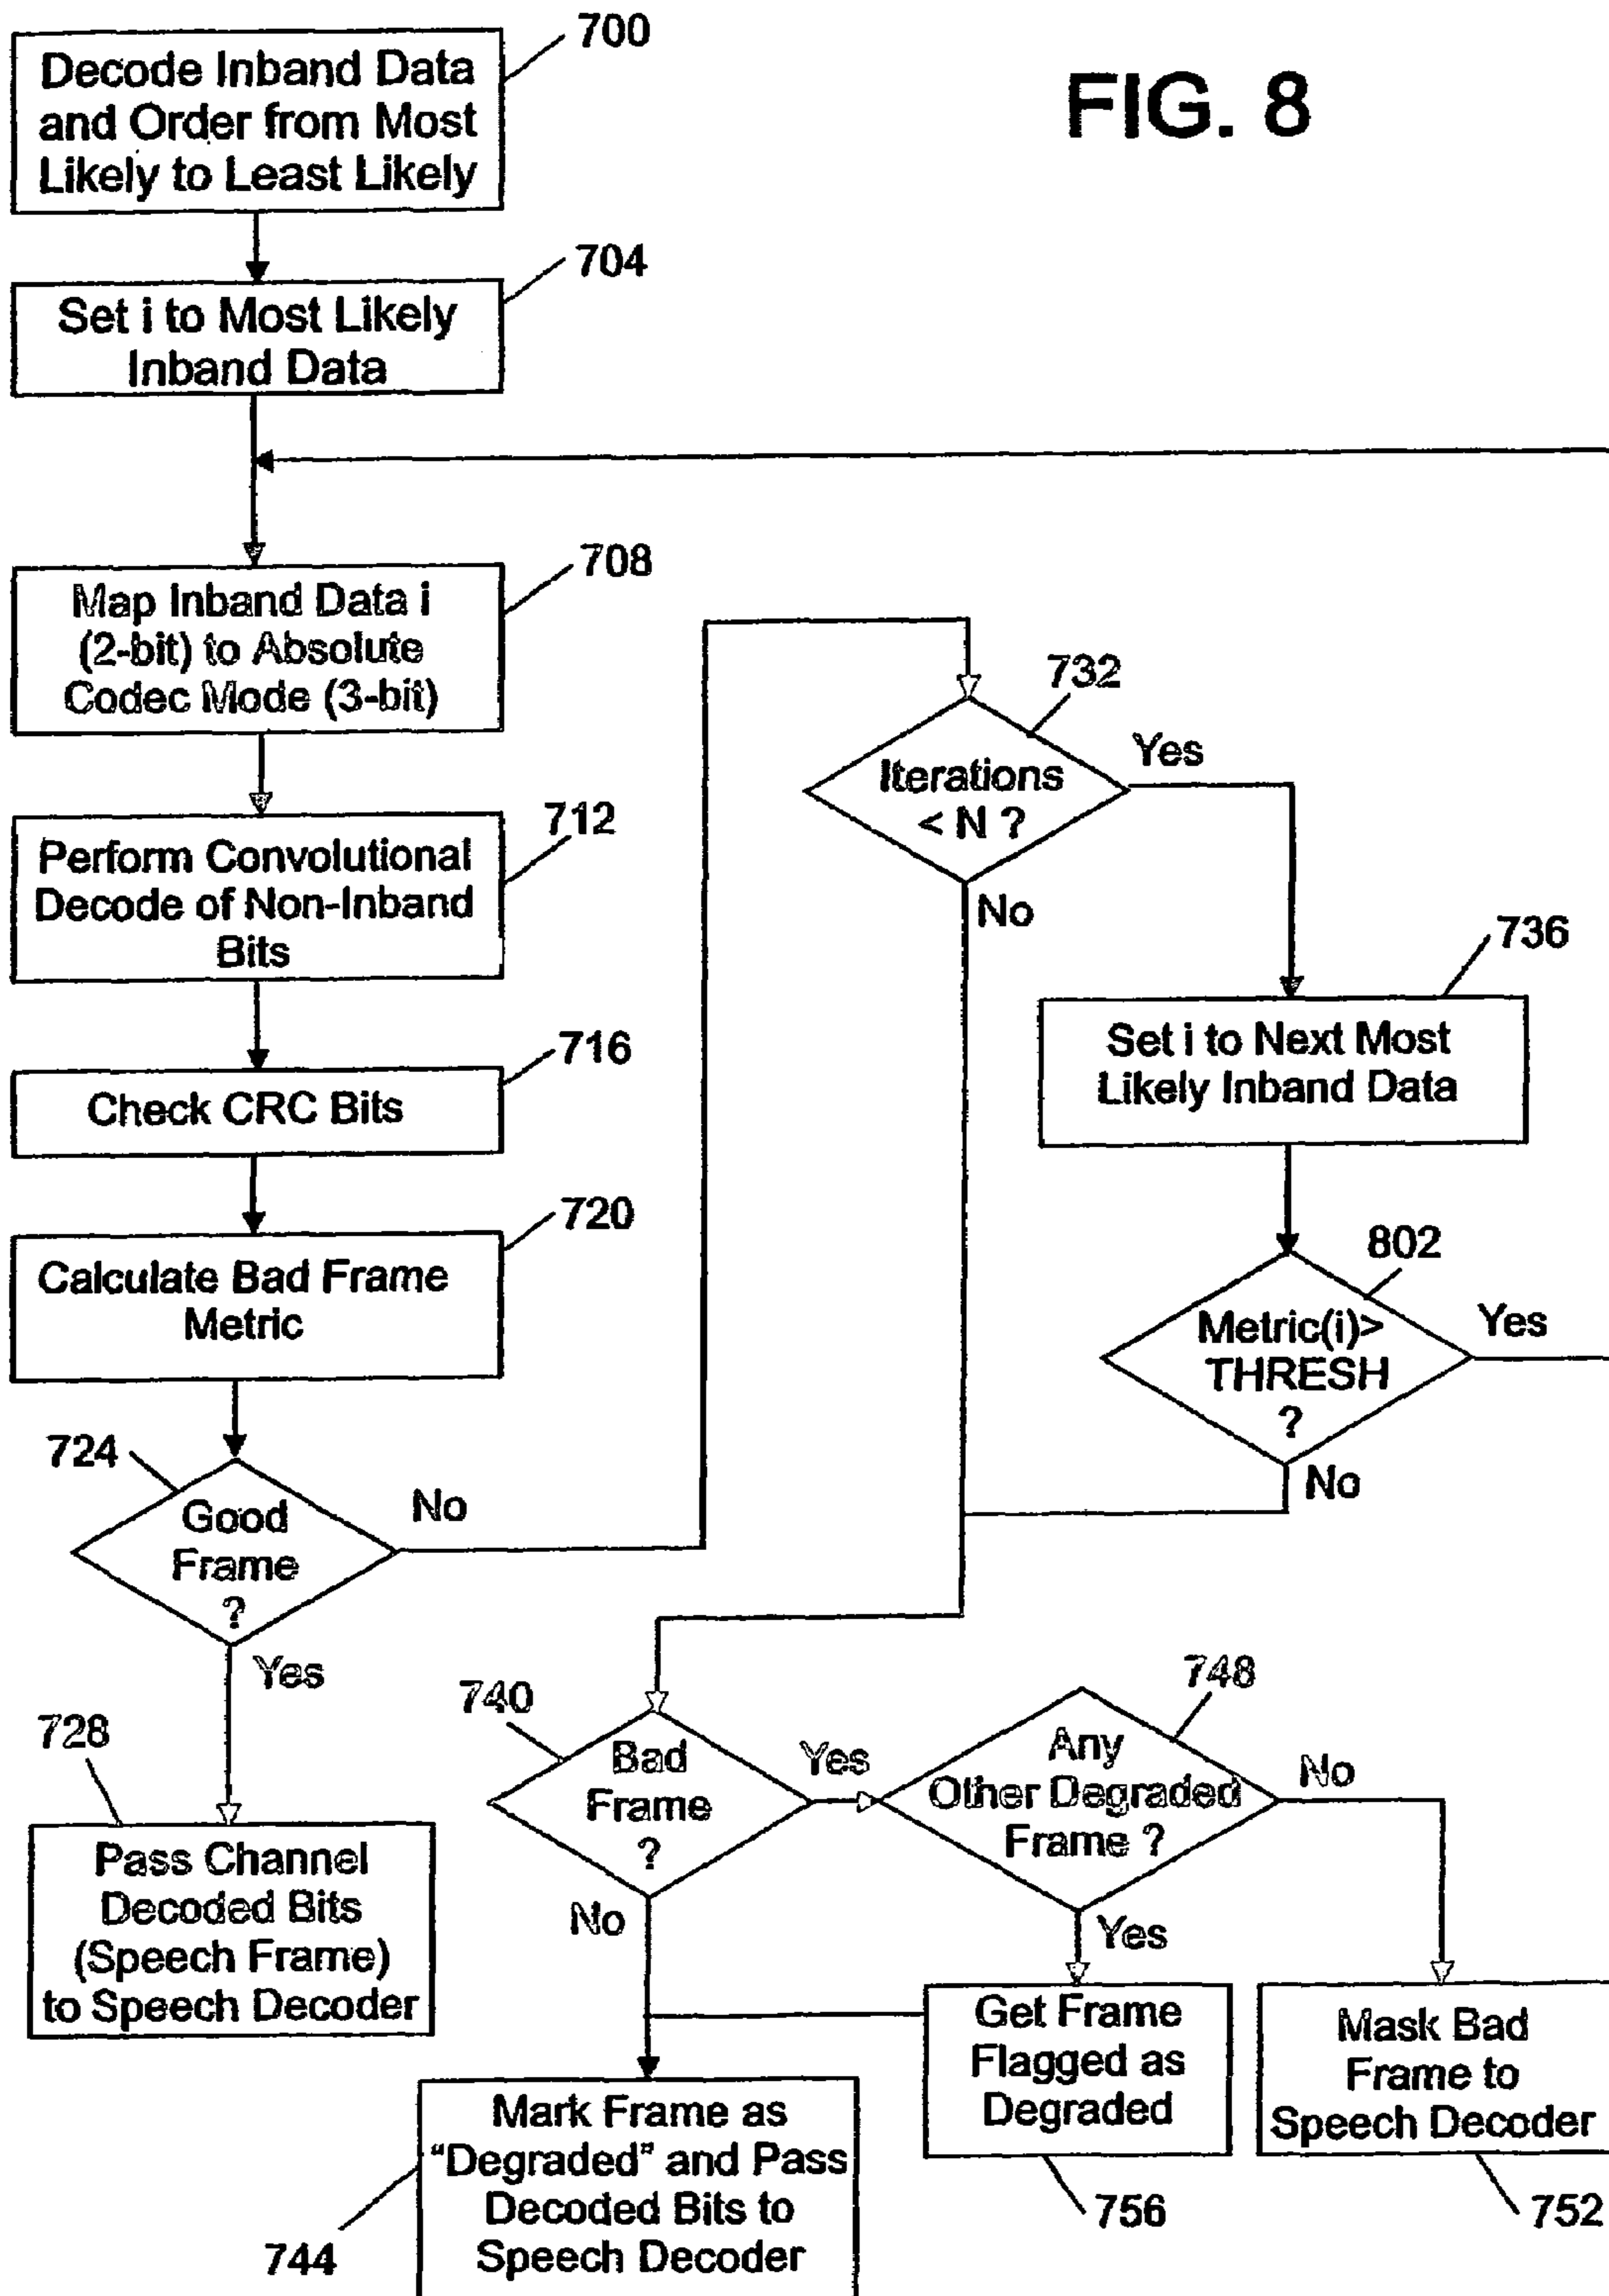 FIG. 8
700
Decode Inband Data
and Order from Most
Likely to Least Likely
704
Set i to Most Likely
Inband Data
708
Map Inband Data i
(2-bit) to Absolute
Codec Mode (3-bit)
712
Perform Convolutional
Decode of Non-Inband
Bits
716
Check CRC Bits
720
Calculate Bad Frame
Metric
724
Good
Frame
?
No
Yes
728
Pass Channel
Decoded Bits
(Speech Frame)
to Speech Decoder
732
Iterations
< N ?
Yes
No
736
Set i to Next Most
Likely Inband Data
802
Metric(i)>
THRESH
?
Yes
No
740
Bad
Frame
?
Yes
No
748
Any
Other Degraded
Frame ?
No
Yes
744
Mark Frame as
"Degraded" and Pass
Decoded Bits to
Speech Decoder
Get Frame
Flagged as
Degraded
756
Mask Bad
Frame to
Speech Decoder
752